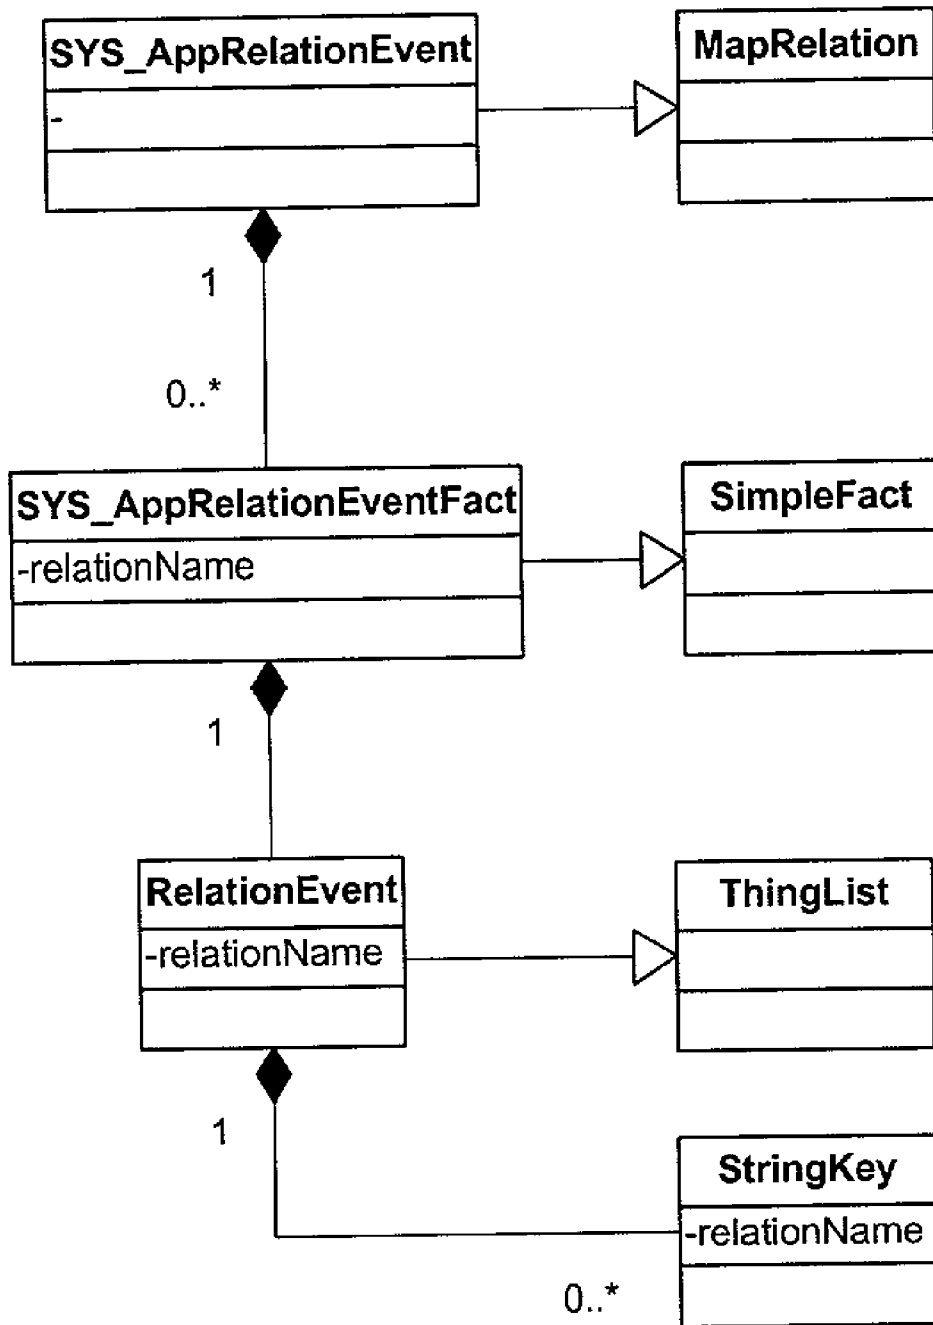 SYS_AppRelationEvent
-
MapRelation
1
0..*
SYS_AppRelationEventFact
-relationName
SimpleFact
1
RelationEvent
-relationName
ThingList
1
StringKey
-relationName
0..*